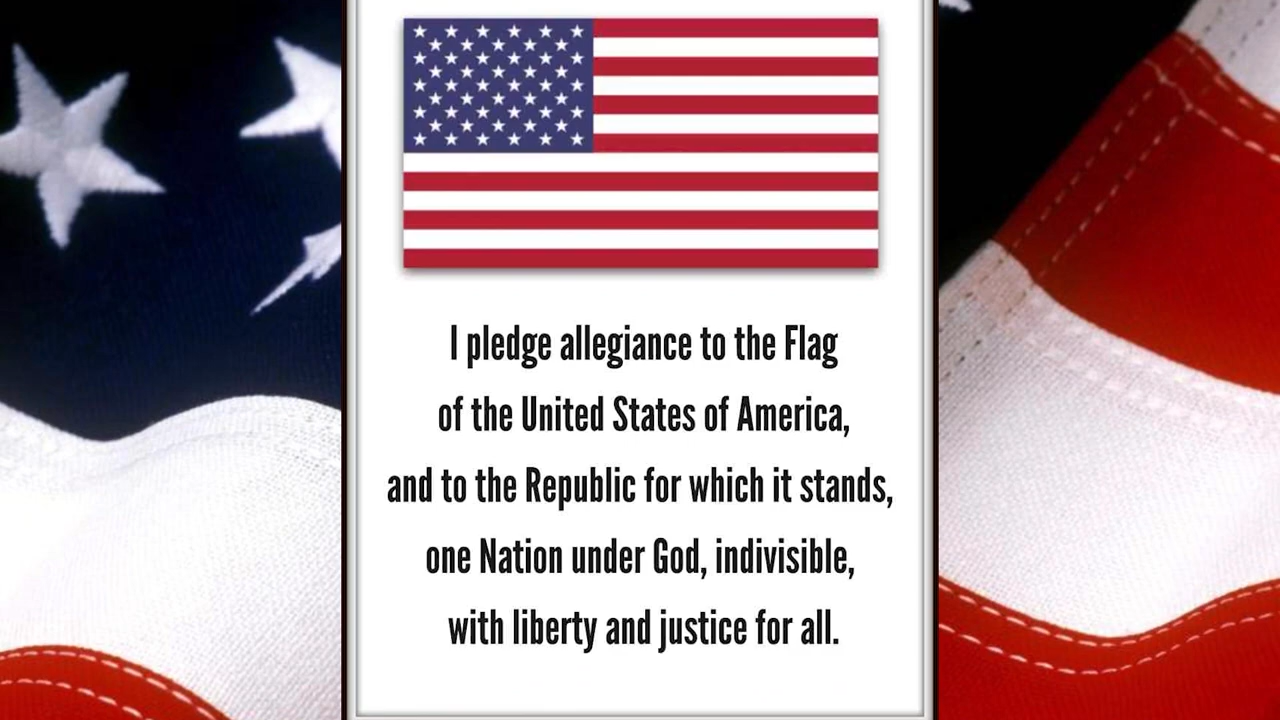 I pledge allegiance to the Flag
of the United States of America,
and to the Republic for which it stands,
one Nation under God, indivisible,
with liberty and justice for all.